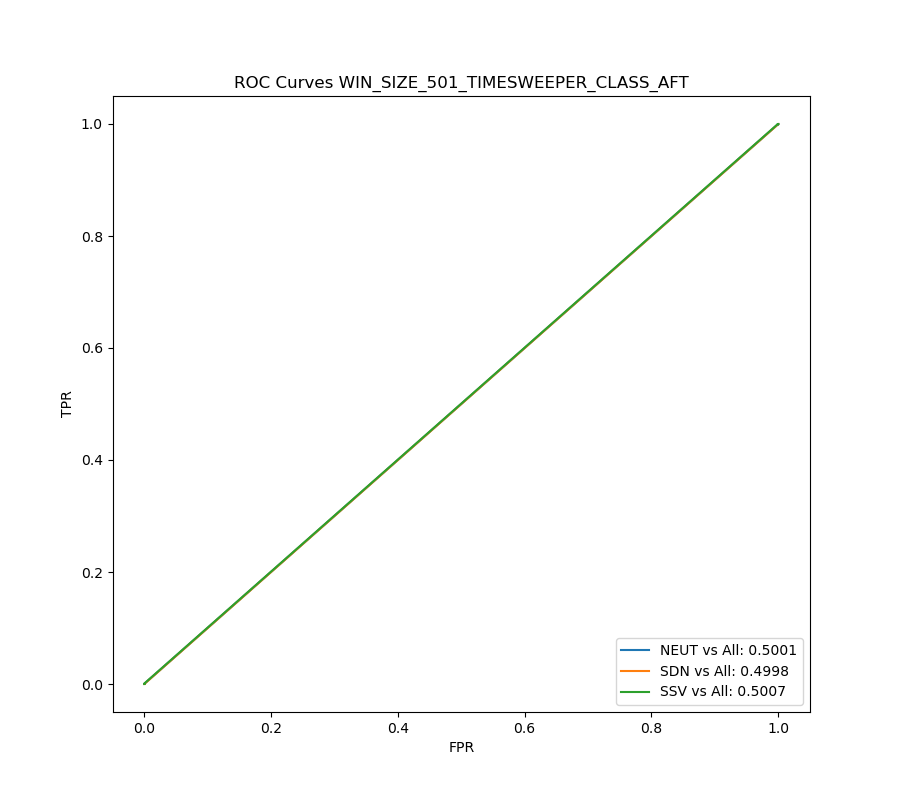 ROC Curves WIN_SIZE_501_TIMESWEEPER_CLASS_AFT
1.0
0.8
0.6
0.4
0.2
0.0
TPR
NEUT vs All: 0.5001
SDN vs All: 0.4998
SSV vs All: 0.5007
0.0 0.2 0.4 0.6 0.8 1.0
FPR